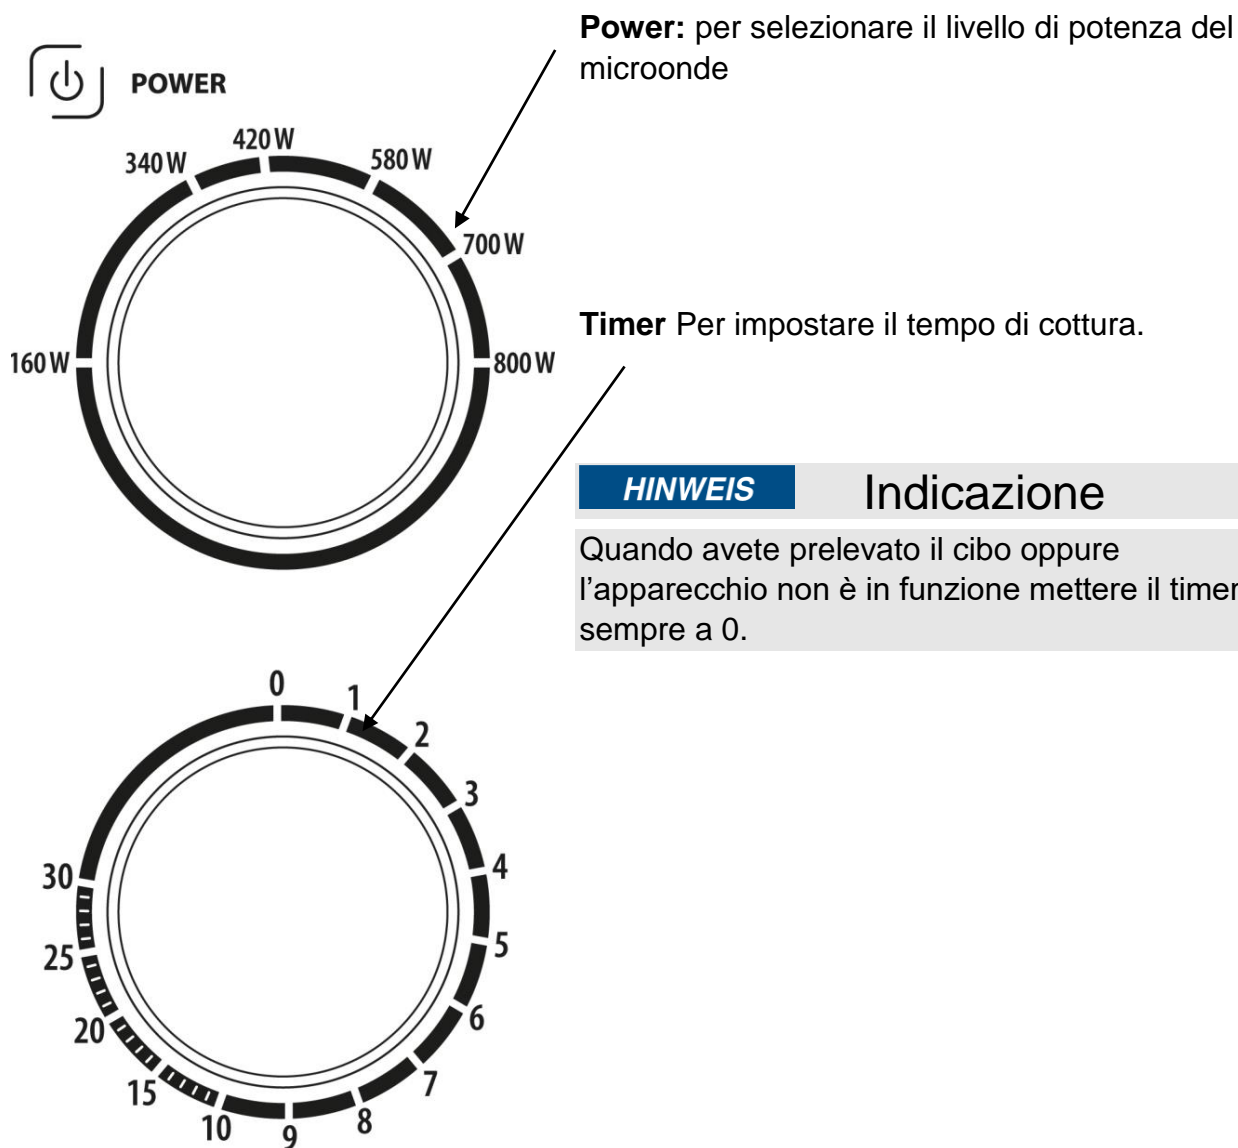 Power: per selezionare il livello di potenza del
microonde
POWER
420 W
340 W
580 W
700 W
160 W
800 W
Timer Per impostare il tempo di cottura.
HINWEIS Indicazione
Quando avete prelevato il cibo oppure
l'apparecchio non è in funzione mettere il timer
sempre a 0.
0
1
2
3
4
5
6
7
8
9
10
15
20
25
30